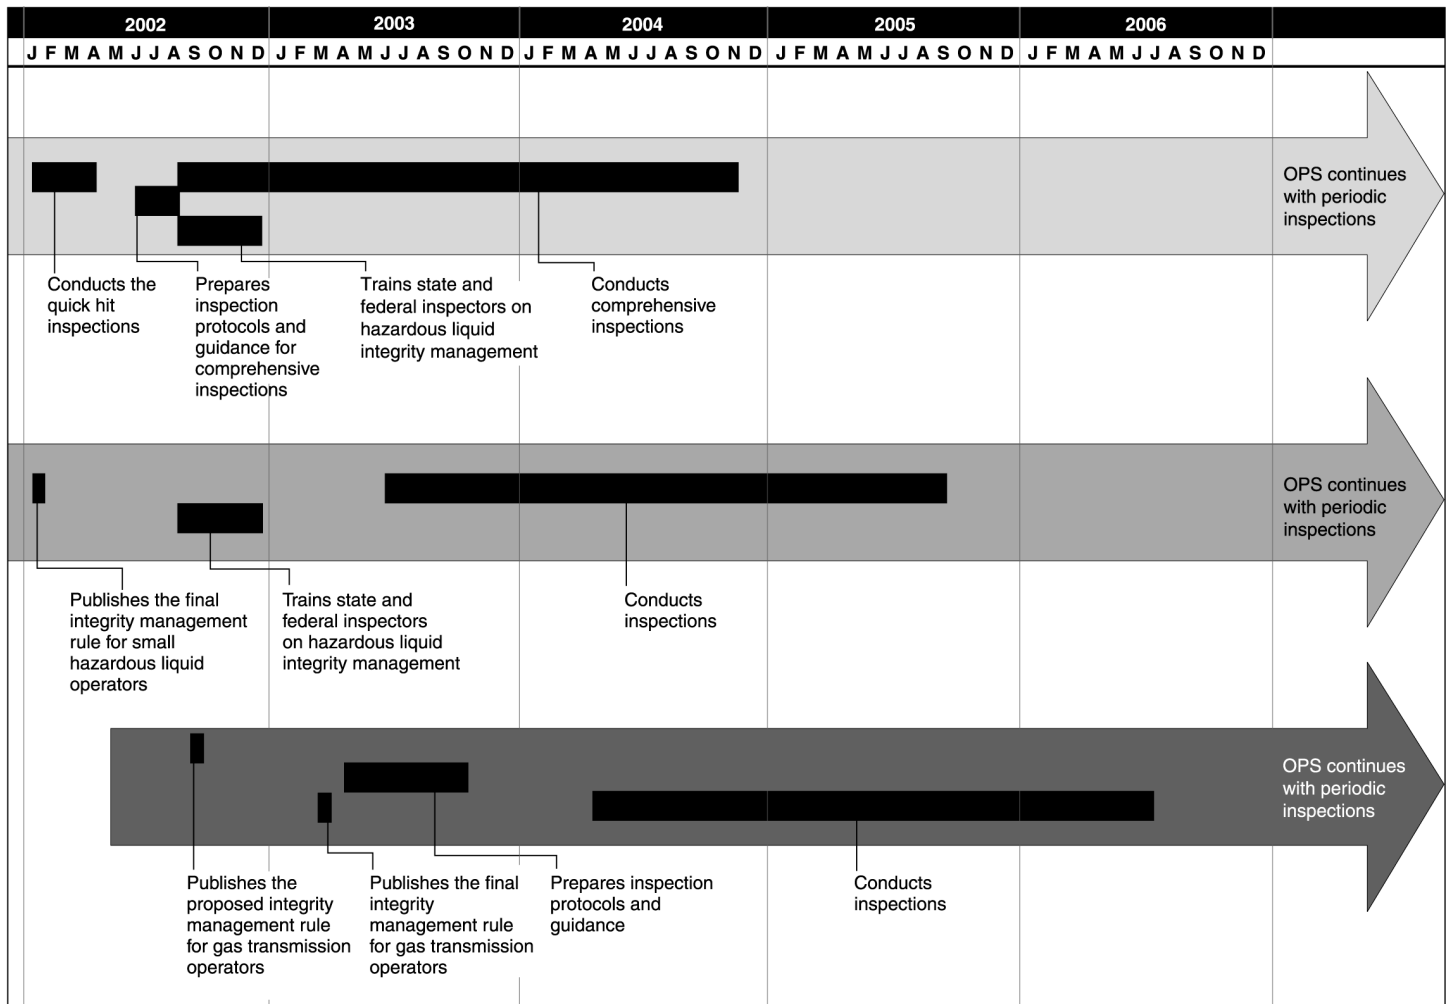 2002 2003 2004 2005 2006
J F M A M J J A S O N D J F M A M J J A S O N D J F M A M J J A S O N D J F M A M J J A S O N D J F M A M J J A S O N D
OPS continues
with periodic
inspections
Conducts the
quick hit
inspections
Prepares
inspection
protocols and
guidance for
comprehensive
inspections
Trains state and
federal inspectors on
hazardous liquid
integrity management
Conducts
comprehensive
inspections
OPS continues
with periodic
inspections
Publishes the final
integrity management
rule for small
hazardous liquid
operators
Trains state and
federal inspectors
on hazardous liquid
integrity management
Conducts
inspections
OPS continues
with periodic
inspections
Publishes the
proposed integrity
management rule
for gas transmission
operators
Publishes the final
integrity
management rule
for gas transmission
operators
Prepares inspection
protocols and
guidance
Conducts
inspections